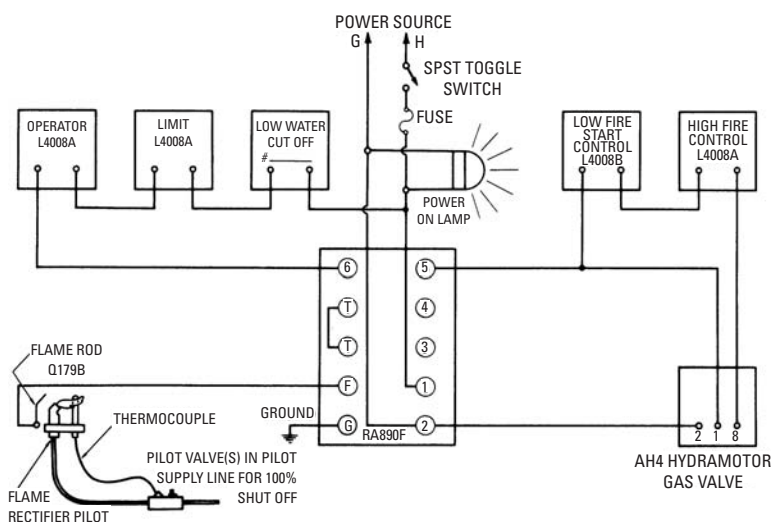 POWER SOURCE
G H
SPST TOGGLE
SWITCH
FUSE
OPERATOR
L4008A
LIMIT
L4008A
LOW WATER
CUT OFF
#
LOW FIRE
START
CONTROL
L4008B
HIGH FIRE
CONTROL
L4008A
POWER
ON LAMP
6 5
T 4
T 3
F 1
G 2
RA890F
GROUND
FLAME ROD
Q179B
THERMOCOUPLE
PILOT VALVE(S) IN PILOT
SUPPLY LINE FOR 100%
SHUT OFF
FLAME
RECTIFIER PILOT
2 1 8
AH4 HYDRAMOTOR
GAS VALVE